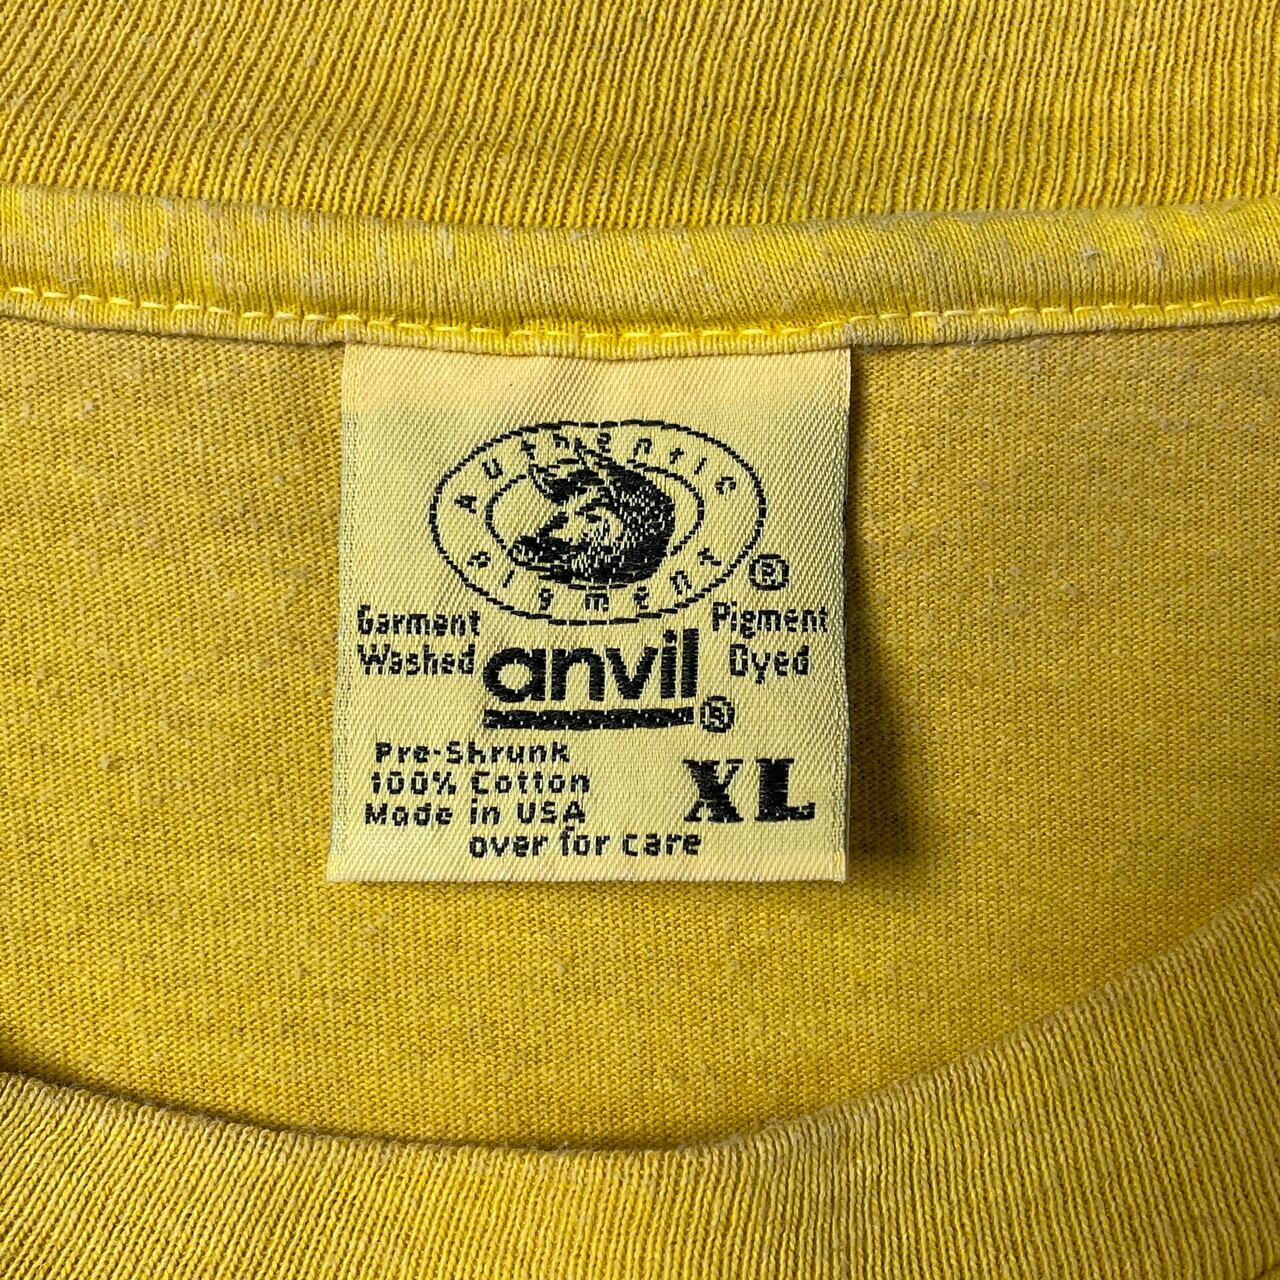 Authentic
pigment
®
Garment
Washed
anvil
®
Pigment
Dyed
Pre-Shrunk
100% Cotton
Made in USA
XL
over for care